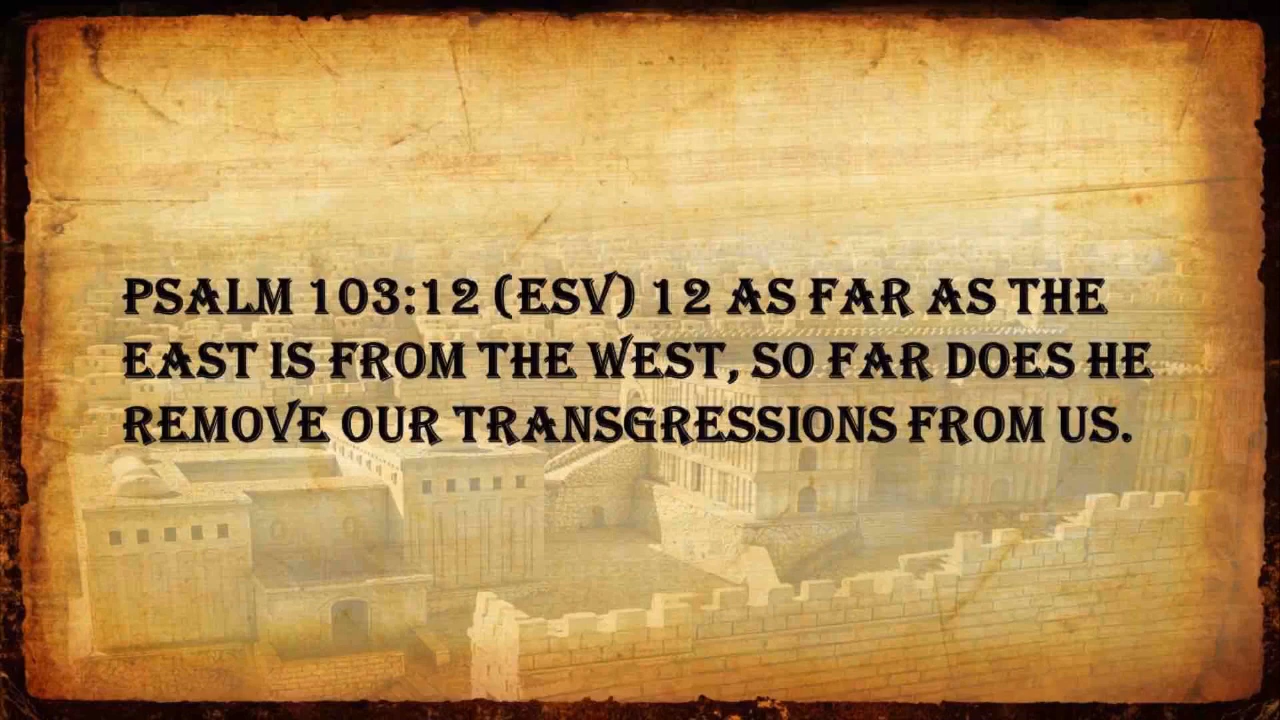 PSALM 103:12 (ESV) 12 AS FAR AS THE
EAST IS FROM THE WEST, SO FAR DOES HE
REMOVE OUR TRANSGRESSIONS FROM US.